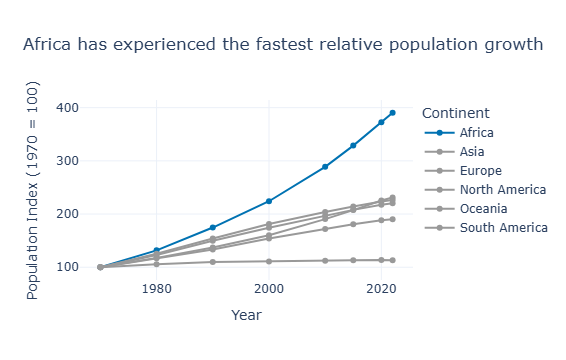 Africa has experienced the fastest relative population growth
Population Index (1970 = 100)
400
300
200
100
1980
2000
2020
Year
Continent
Africa
Asia
Europe
North America
Oceania
South America